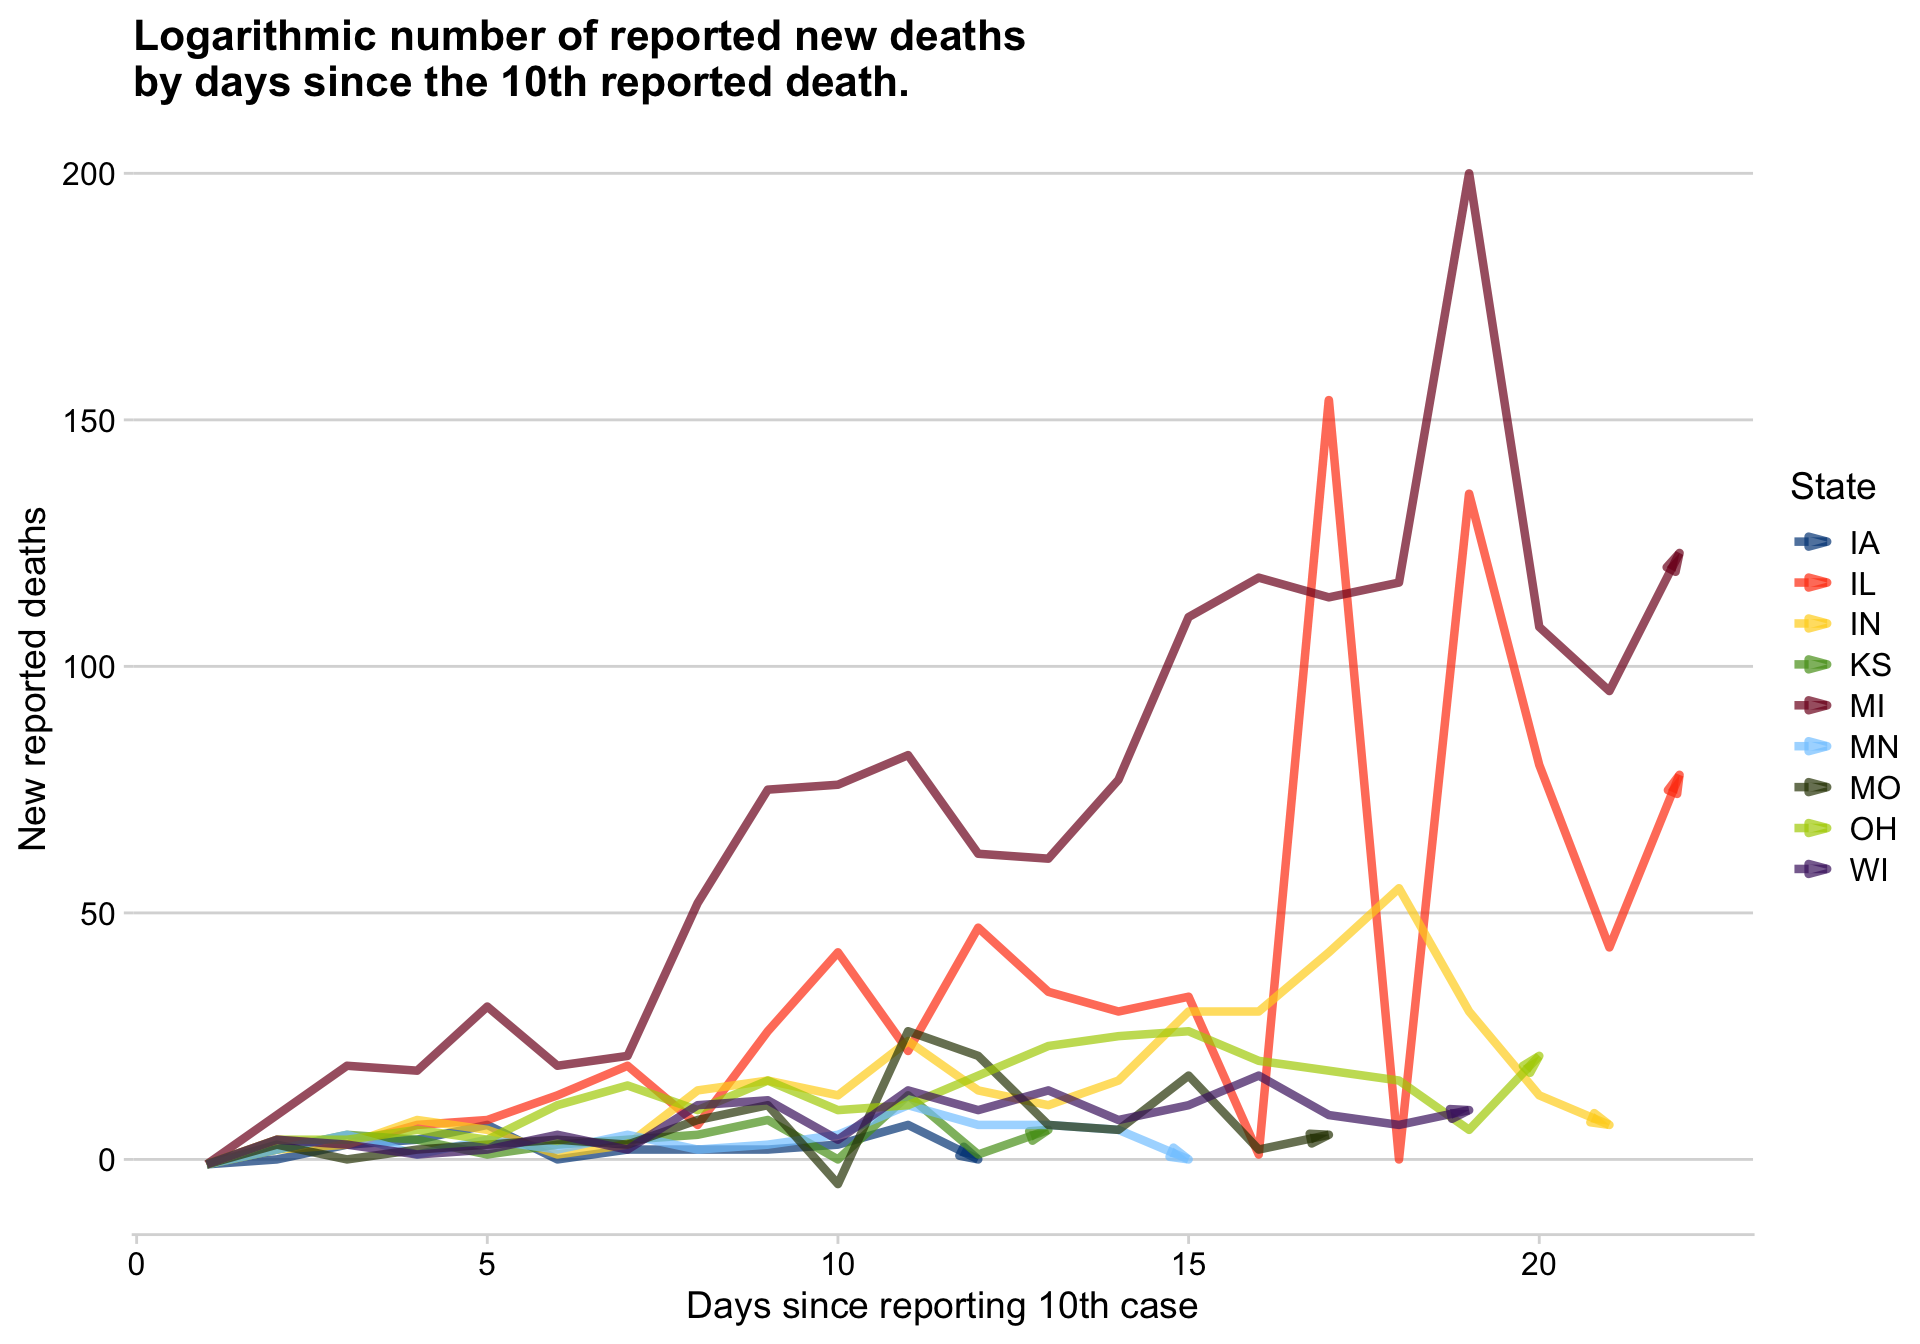 Logarithmic number of reported new deaths
by days since the 10th reported death.
200
150
100
50
0
New reported deaths
0 5 10 15 20
Days since reporting 10th case
State
IA
IL
IN
KS
MI
MN
MO
OH
WI